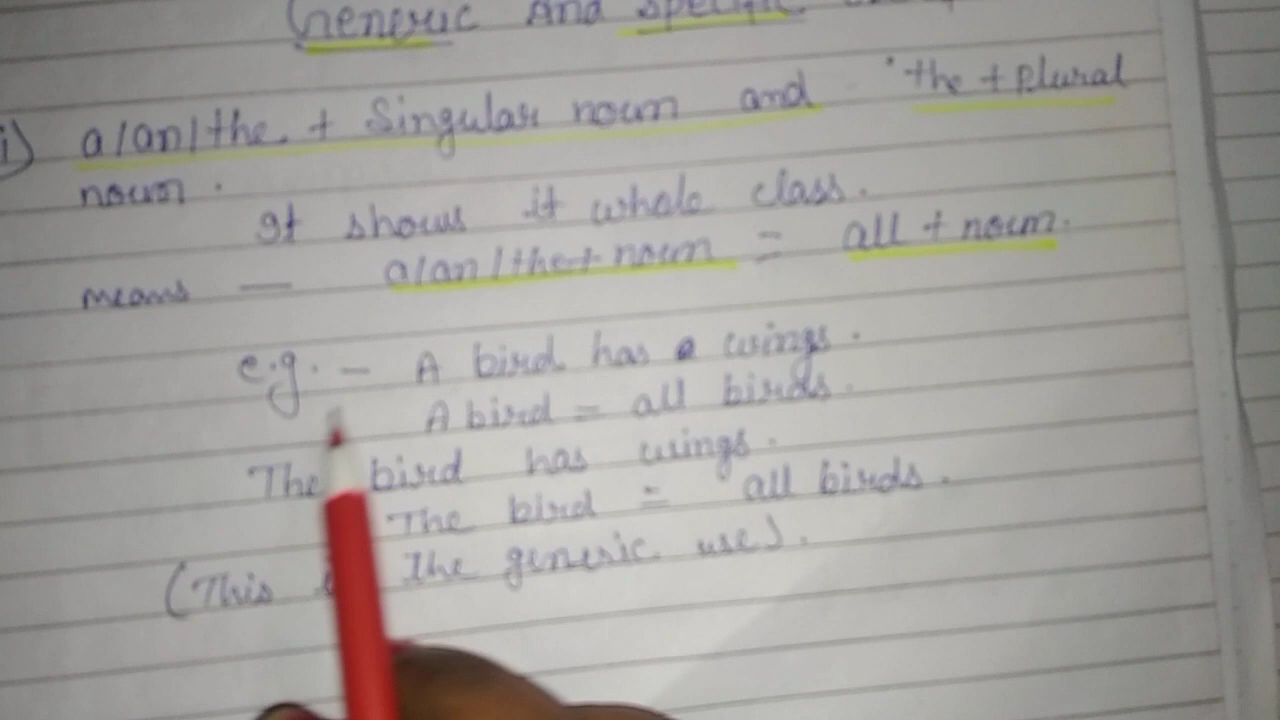 Generic And Specific
i) a/an/the + Singular noun and 'the + plural
noun.
It shows it whole class.
means — a/an/the + noun = all + noun.
e.g. - A bird has a wings.
A bird = all birds.
The bird has wings.
The bird = all birds.
(This the generic use).